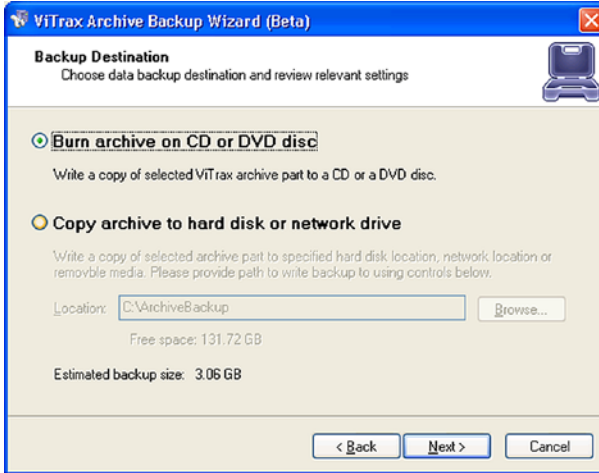 ViTrax Archive Backup Wizard (Beta)
Backup Destination
Choose data backup destination and review relevant settings
Burn archive on CD or DVD disc
Write a copy of selected ViTrax archive part to a CD or a DVD disc.
Copy archive to hard disk or network drive
Write a copy of selected archive part to specified hard disk location, network location or
removble media. Please provide path to write backup to using controls below.
Location: C:\ArchiveBackup Browse...
Free space: 131.72 GB
Estimated backup size: 3.06 GB
< Back Next > Cancel